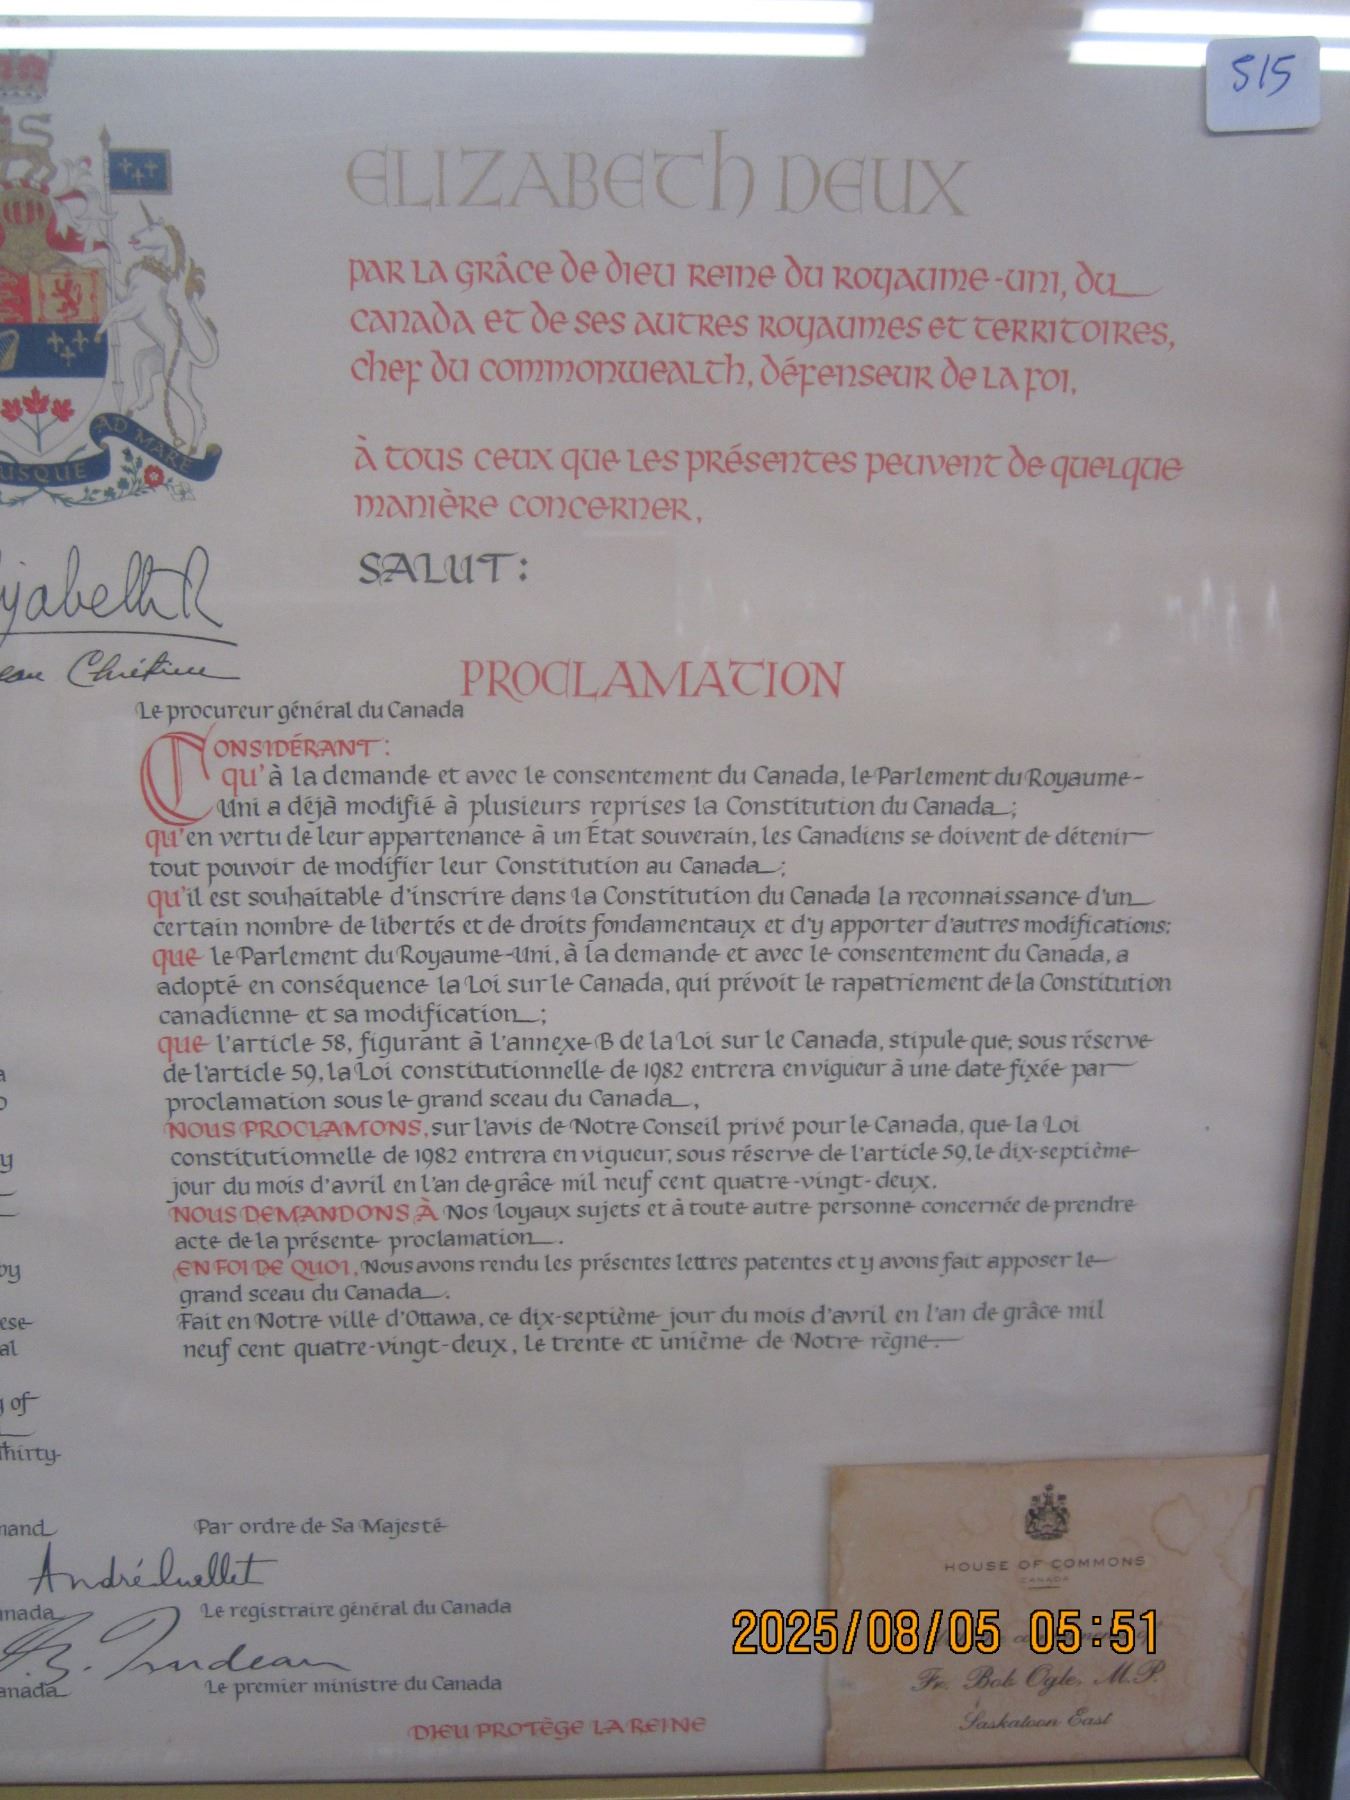 515
ELIZABETH DEUX
PAR LA GRÂCE DE DIEU REINE DU ROYAUME-UNI, DU
CANADA ET DE SES AUTRES ROYAUMES ET TERRITOIRES,
CHEF DU COMMONWEALTH, DÉFENSEUR DE LA FOI.
À TOUS CEUX QUE LES PRÉSENTES PEUVENT DE QUELQUE
MANIÈRE CONCERNER,
SALUT:
AD MARE
USQUE
R
Chrétien
PROCLAMATION
Le procureur général du Canada
CONSIDÉRANT:
qu'à la demande et avec le consentement du Canada, le Parlement du Royaume-
Uni a déjà modifié à plusieurs reprises la Constitution du Canada;
qu'en vertu de leur appartenance à un État souverain, les Canadiens se doivent de détenir
tout pouvoir de modifier leur Constitution au Canada;
qu'il est souhaitable d'inscrire dans la Constitution du Canada la reconnaissance d'un
certain nombre de libertés et de droits fondamentaux et d'y apporter d'autres modifications;
que le Parlement du Royaume-Uni, à la demande et avec le consentement du Canada, a
adopté en conséquence la Loi sur le Canada, qui prévoit le rapatriement de la Constitution
canadienne et sa modification;
que l'article 58, figurant à l'annexe B de la Loi sur le Canada, stipule que, sous réserve
de l'article 59, la Loi constitutionnelle de 1982 entrera en vigueur à une date fixée par
proclamation sous le grand sceau du Canada,
NOUS PROCLAMONS, sur l'avis de Notre Conseil privé pour le Canada, que la Loi
constitutionnelle de 1982 entrera en vigueur, sous réserve de l'article 59, le dix-septième
jour du mois d'avril en l'an de grâce mil neuf cent quatre-vingt-deux.
NOUS DEMANDONS À Nos loyaux sujets et à toute autre personne concernée de prendre
acte de la présente proclamation.
EN FOI DE QUOI, Nous avons rendu les présentes lettres patentes et y avons fait apposer le
grand sceau du Canada.
Fait en Notre ville d'Ottawa, ce dix-septième jour du mois d'avril en l'an de grâce mil
neuf cent quatre-vingt-deux, le trente et unième de Notre règne.
by
of
Thirty-
Par ordre de Sa Majesté
André Ouellet
Le registraire général du Canada
Trudeau
Le premier ministre du Canada
DIEU PROTÈGE LA REINE
HOUSE OF COMMONS
CANADA
Fr. Bob Ogle, M.P.
Saskatoon East
2025/08/05 05:51